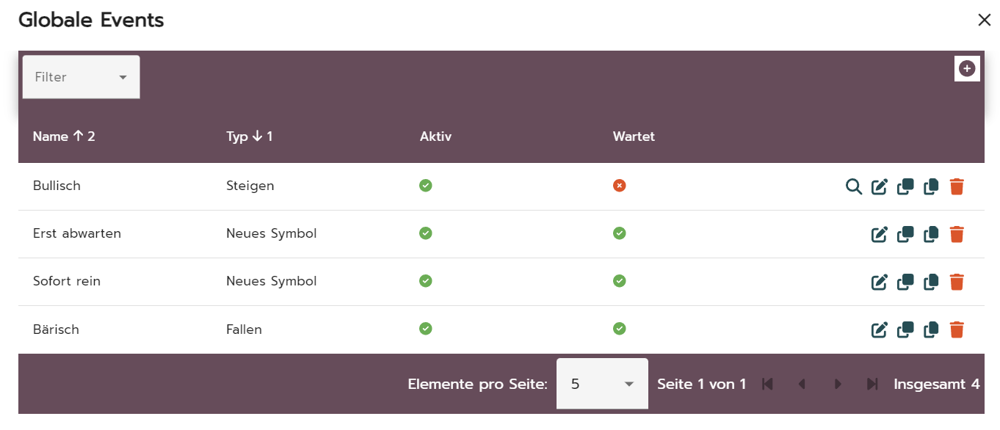 Globale Events
Filter
Name 2 Typ 1 Aktiv Wartet
Bullisch Steigen
Erst abwarten Neues Symbol
Sofort rein Neues Symbol
Bärisch Fallen
Elemente pro Seite: 5 Seite 1 von 1 Insgesamt 4